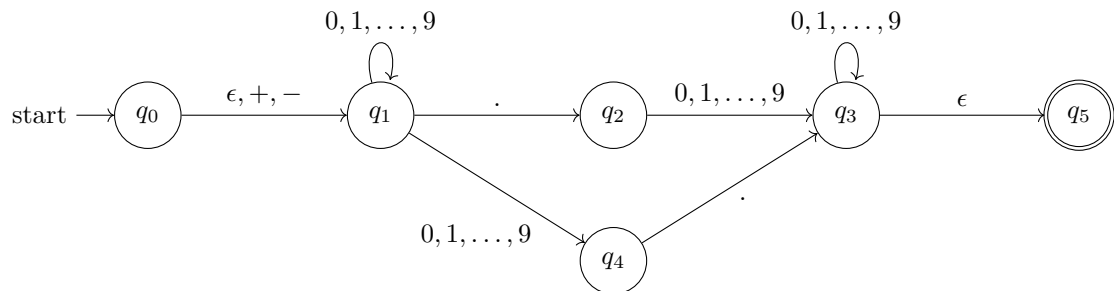 0, 1, . . . , 9
0, 1, . . . , 9
start
q0
ϵ, +, −
q1
.
q2
0, 1, . . . , 9
q3
ϵ
q5
0, 1, . . . , 9
.
q4